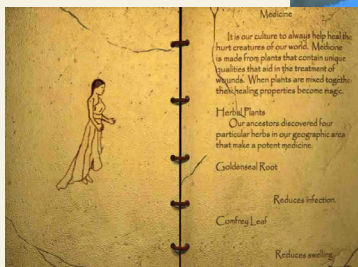 Medicine
It is our culture to always help heal the
hurt creatures of our world. Medicine
is made from plants that contain unique
qualities that aid in the treatment of
wounds. When plants are mixed together
their healing properties become magic.
Herbal Plants
Our ancestors discovered four
particular herbs in our geographic area
that make a potent medicine.
Goldenseal Root
Reduces infection.
Comfrey Leaf
Reduces swelling.